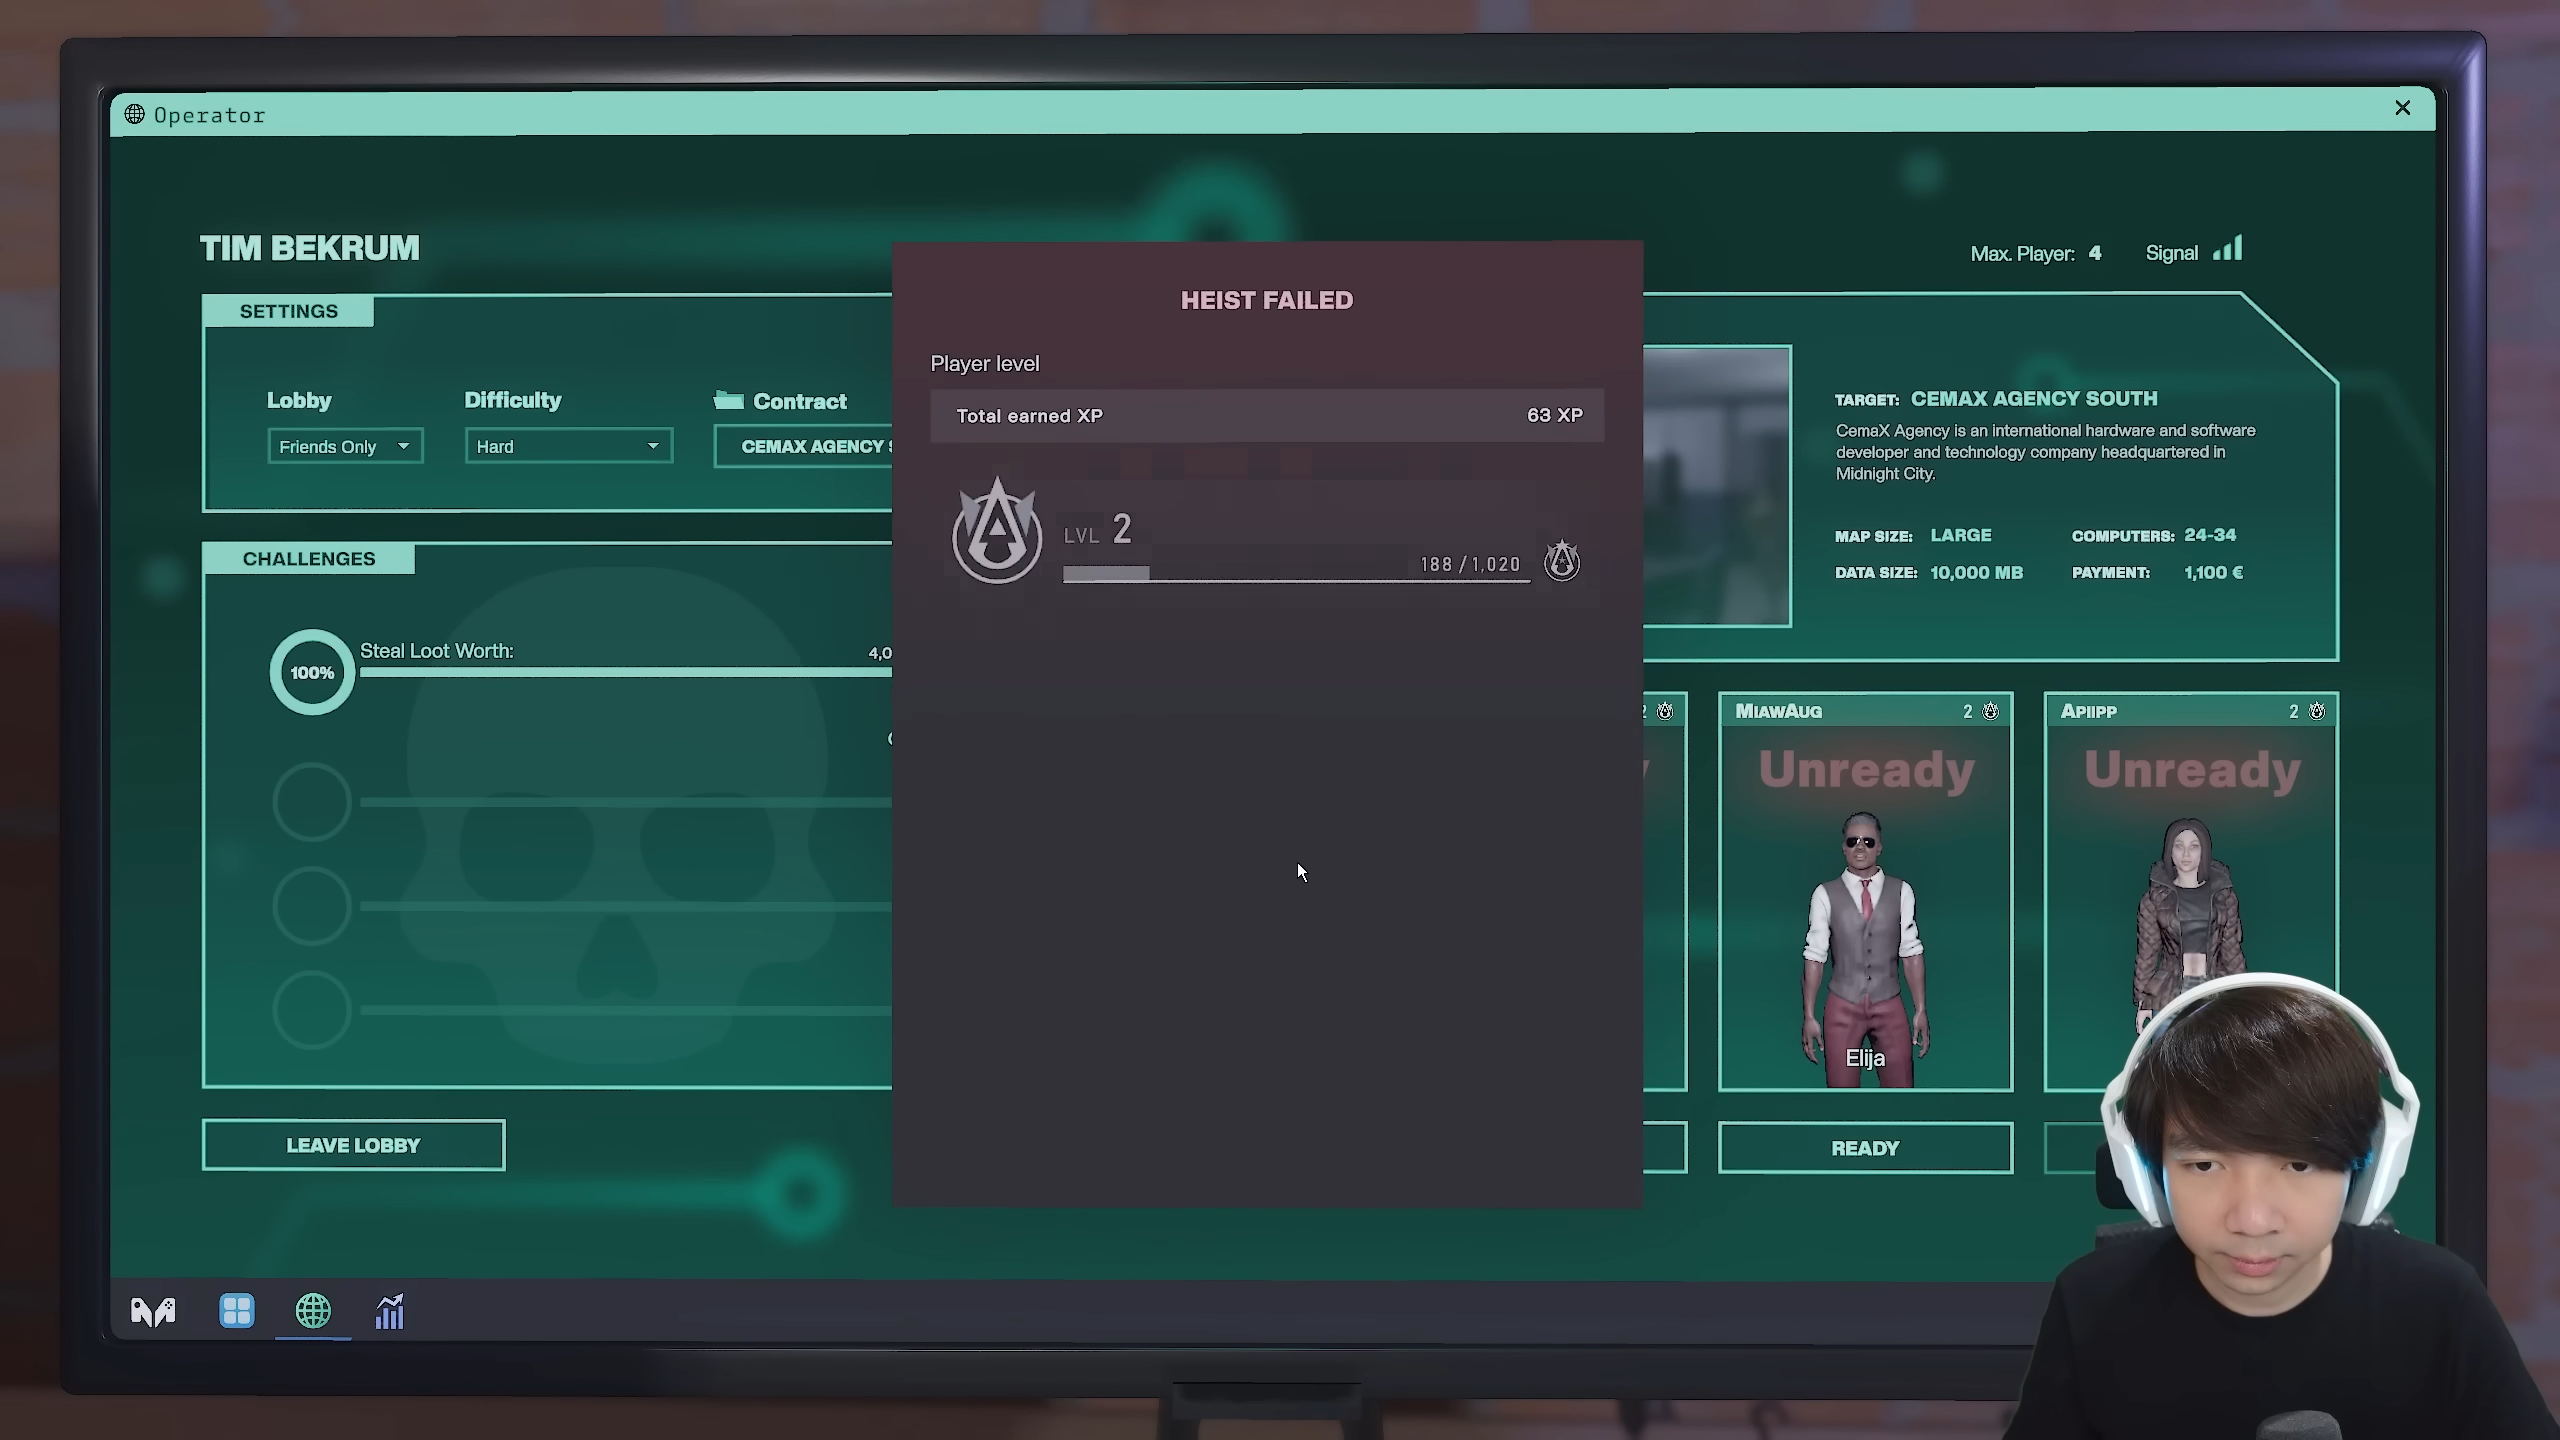 Operator
TIM BEKRUM
Max. Player: 4
Signal
SETTINGS
Lobby
Difficulty
Contract
Friends Only
Hard
CEMAX AGENCY
CHALLENGES
100%
Steal Loot Worth:
4,0
HEIST FAILED
Player level
Total earned XP
63 XP
LVL 2
188 / 1,020
TARGET: CEMAX AGENCY SOUTH
CemaX Agency is an international hardware and software
developer and technology company headquartered in
Midnight City.
MAP SIZE: LARGE
COMPUTERS: 24-34
DATA SIZE: 10,000 MB
PAYMENT: 1,100 €
2
MIAWAUG 2
APIIPP 2
Unready
Unready
Elija
LEAVE LOBBY
READY